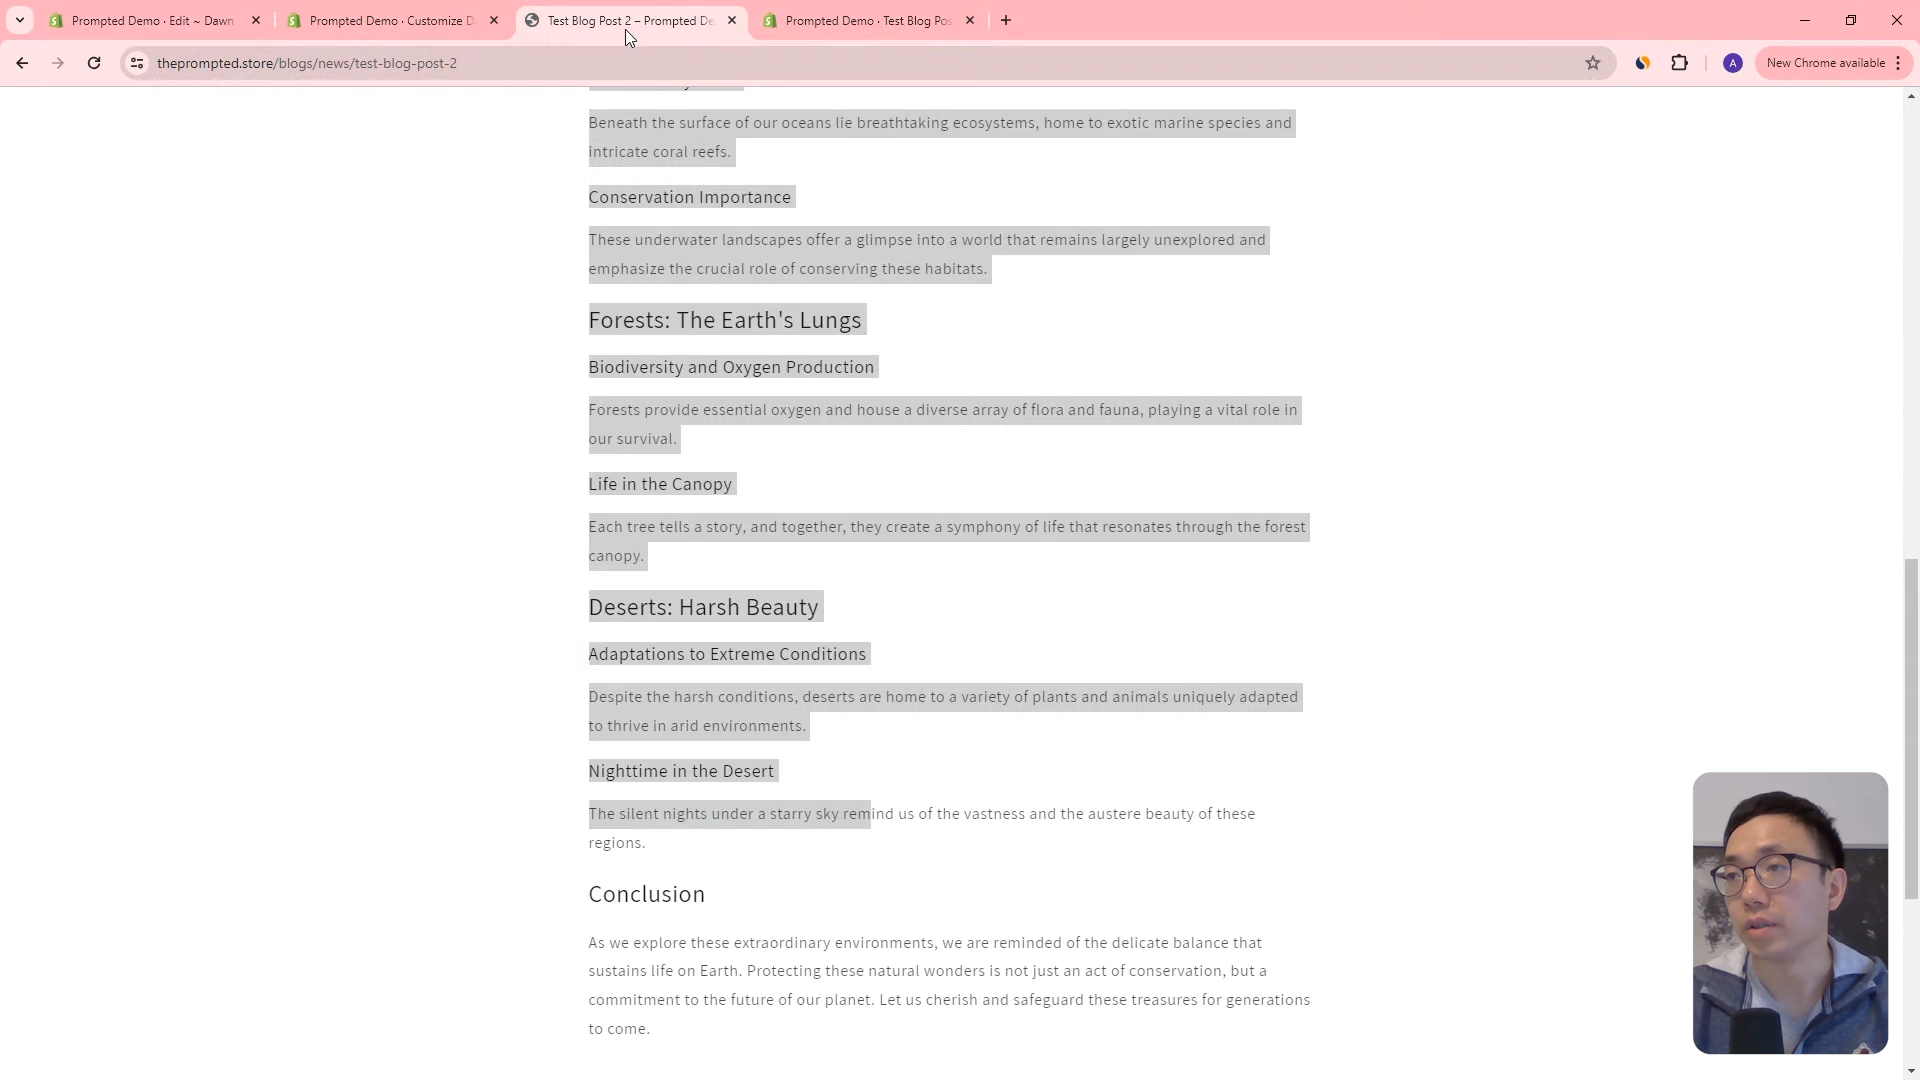 Prompted Demo · Edit ~ Dawn
Prompted Demo · Customize D
Test Blog Post 2 – Prompted De
Prompted Demo · Test Blog Pos
theprompted.store/blogs/news/test-blog-post-2
A
New Chrome available
Beneath the surface of our oceans lie breathtaking ecosystems, home to exotic marine species and
intricate coral reefs.
Conservation Importance
These underwater landscapes offer a glimpse into a world that remains largely unexplored and
emphasize the crucial role of conserving these habitats.
Forests: The Earth's Lungs
Biodiversity and Oxygen Production
Forests provide essential oxygen and house a diverse array of flora and fauna, playing a vital role in
our survival.
Life in the Canopy
Each tree tells a story, and together, they create a symphony of life that resonates through the forest
canopy.
Deserts: Harsh Beauty
Adaptations to Extreme Conditions
Despite the harsh conditions, deserts are home to a variety of plants and animals uniquely adapted
to thrive in arid environments.
Nighttime in the Desert
The silent nights under a starry sky remind us of the vastness and the austere beauty of these
regions.
Conclusion
As we explore these extraordinary environments, we are reminded of the delicate balance that
sustains life on Earth. Protecting these natural wonders is not just an act of conservation, but a
commitment to the future of our planet. Let us cherish and safeguard these treasures for generations
to come.